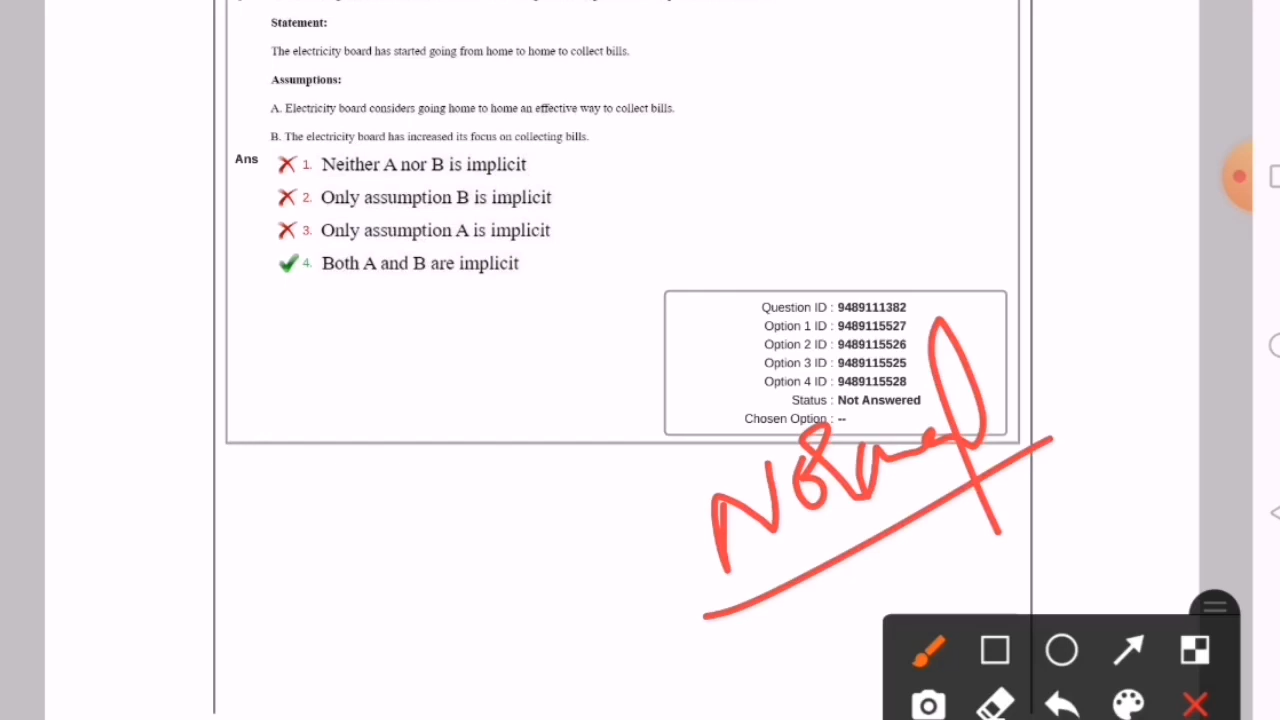 Statement:
The electricity board has started going from home to home to collect bills.
Assumptions:
A. Electricity board considers going home to home an effective way to collect bills.
B. The electricity board has increased its focus on collecting bills.
Ans
1. Neither A nor B is implicit
2. Only assumption B is implicit
3. Only assumption A is implicit
4. Both A and B are implicit
Question ID : 9489111382
Option 1 ID : 9489115527
Option 2 ID : 9489115526
Option 3 ID : 9489115525
Option 4 ID : 9489115528
Status : Not Answered
Chosen Option : --